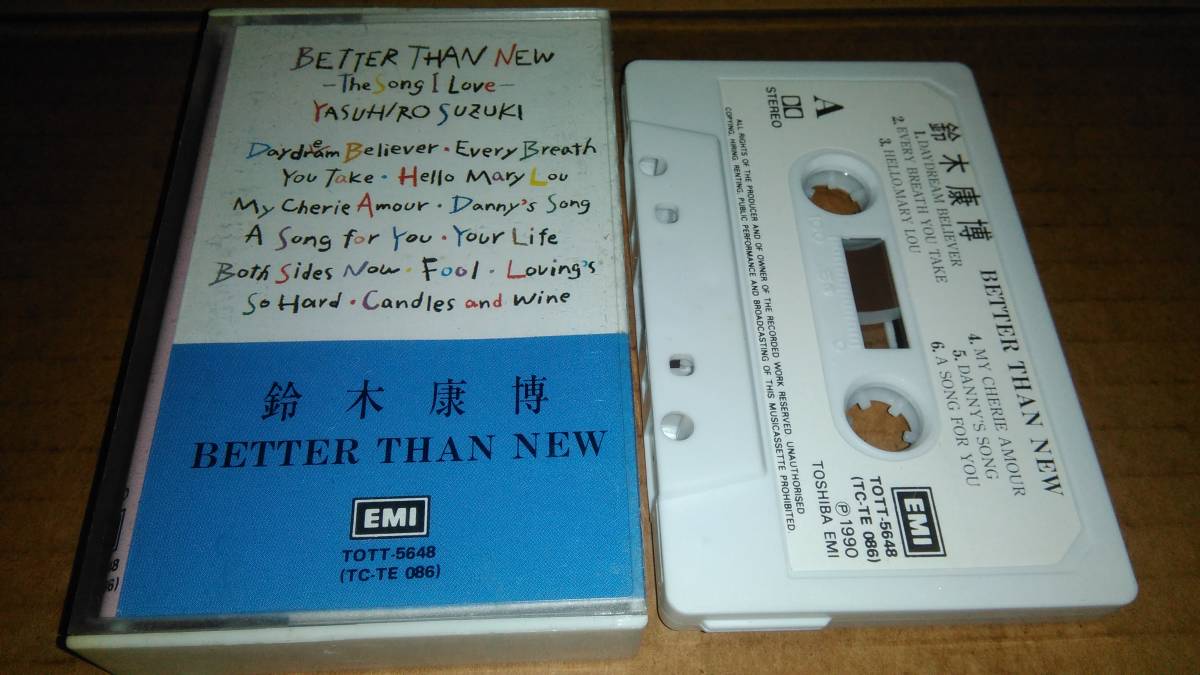 BETTER THAN NEW
-The Song I Love-
YASUHIRO SUZUKI
Daydream Believer・Every Breath
You Take・Hello Mary Lou
My Cherie Amour・Danny's Song
A Song for You・Your Life
Both Sides Now・Fool・Loving's
So Hard・Candles and Wine
鈴木康博
BETTER THAN NEW
EMI
TOTT-5648
(TC-TE 086)
A
STEREO
鈴木康博 BETTER THAN NEW
1. DAYDREAM BELIEVER
2. EVERY BREATH YOU TAKE
3. HELLO, MARY LOU
4. MY CHERIE AMOUR
5. DANNY'S SONG
6. A SONG FOR YOU
EMI
TOTT-5648
(TC-TE 086)
Ⓟ1990
TOSHIBA EMI
ALL RIGHTS OF THE PRODUCER AND OF OWNER OF THE RECORDED WORK RESERVED. UNAUTHORISED
COPYING, HIRING, RENTING, PUBLIC PERFORMANCE AND BROADCASTING OF THIS MUSICASSETTE PROHIBITED.